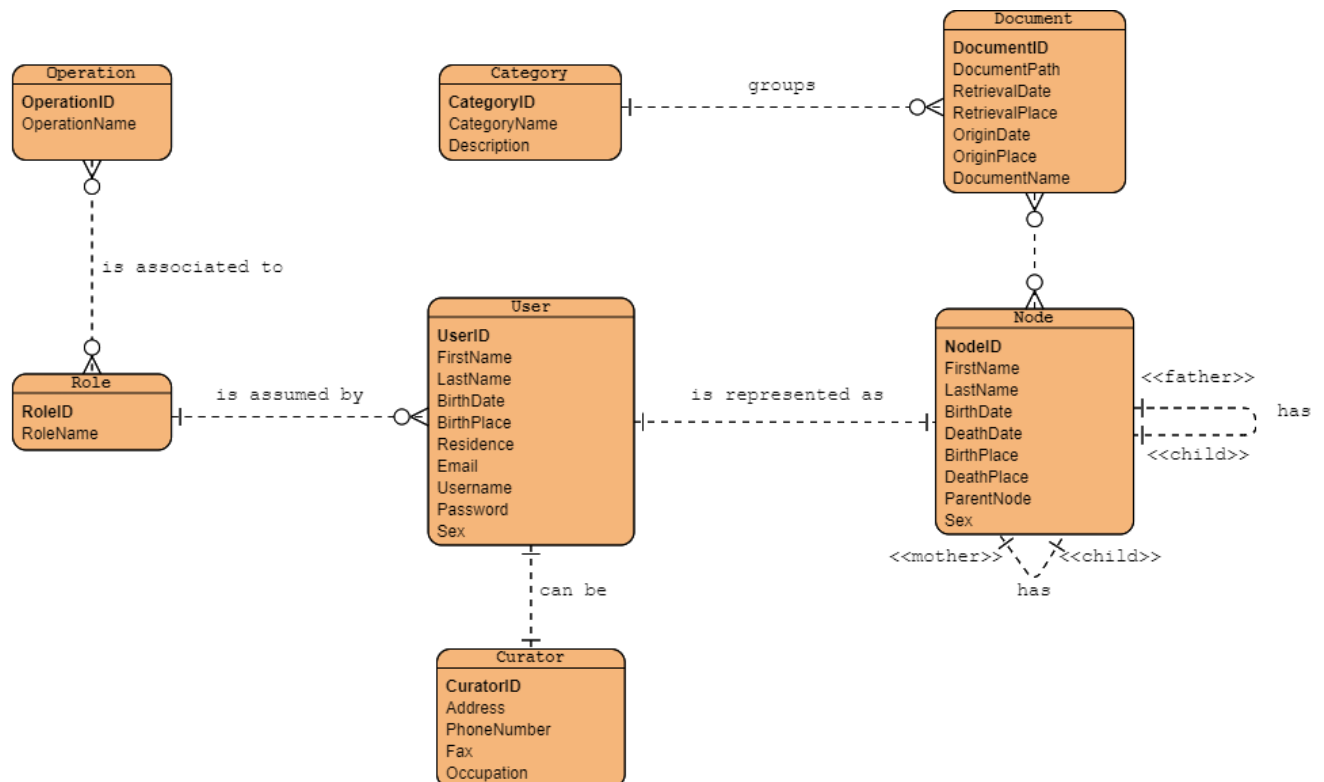 Document
DocumentID
DocumentPath
RetrievalDate
RetrievalPlace
OriginDate
OriginPlace
DocumentName
Operation
OperationID
OperationName
Category
CategoryID
CategoryName
Description
groups
is associated to
User
UserID
FirstName
LastName
BirthDate
BirthPlace
Residence
Email
Username
Password
Sex
Node
NodeID
FirstName
LastName
BirthDate
DeathDate
BirthPlace
DeathPlace
ParentNode
Sex
Role
RoleID
RoleName
is assumed by
is represented as
<<father>>
has
<<child>>
<<mother>>
<<child>>
has
can be
Curator
CuratorID
Address
PhoneNumber
Fax
Occupation